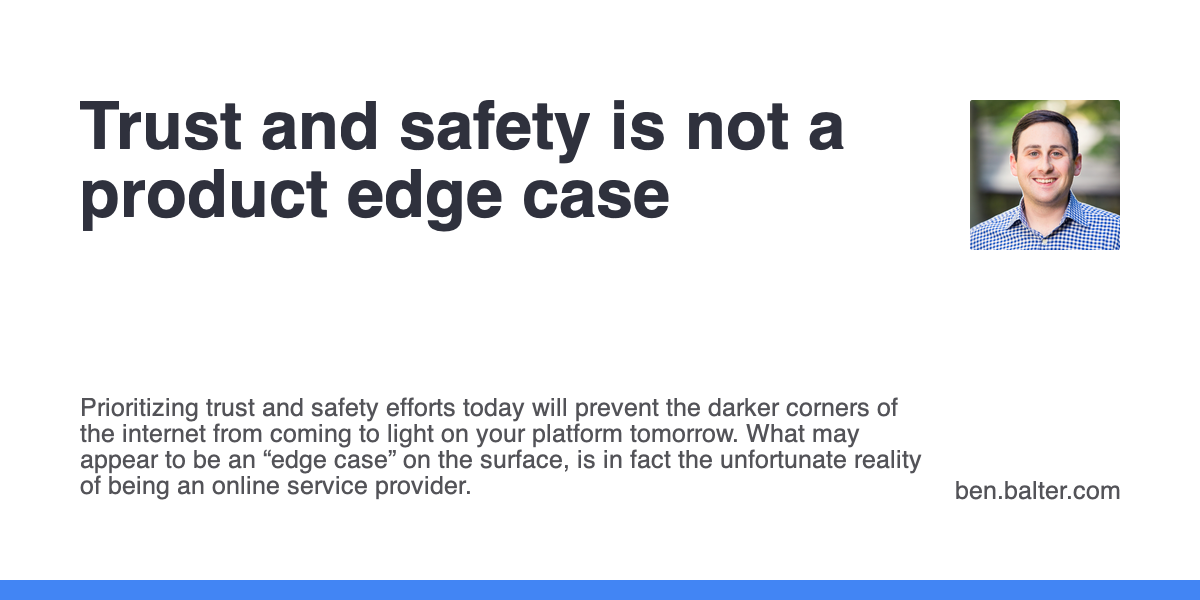 Trust and safety is not a
product edge case
Prioritizing trust and safety efforts today will prevent the darker corners of
the internet from coming to light on your platform tomorrow. What may
appear to be an “edge case” on the surface, is in fact the unfortunate reality
of being an online service provider.
ben.balter.com